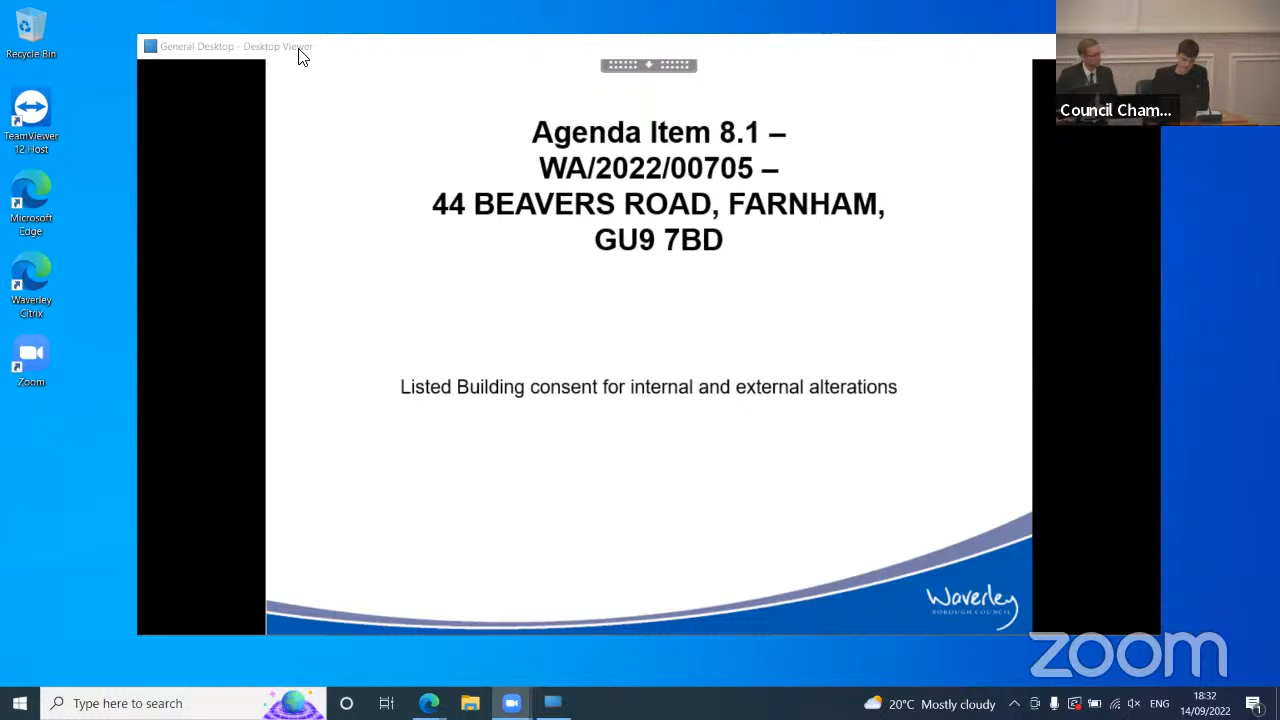 Recycle Bin
TeamViewer
12 Host
Microsoft
Edge
Waverley
Citrix
Zoom
General Desktop - Desktop Viewer
Agenda Item 8.1 –
WA/2022/00705 –
44 BEAVERS ROAD, FARNHAM,
GU9 7BD
Listed Building consent for internal and external alterations
Waverley
BOROUGH COUNCIL
Council Cham...
zoom
Type here to search
20°C Mostly cloudy
ENG
18:32
14/09/2022
1